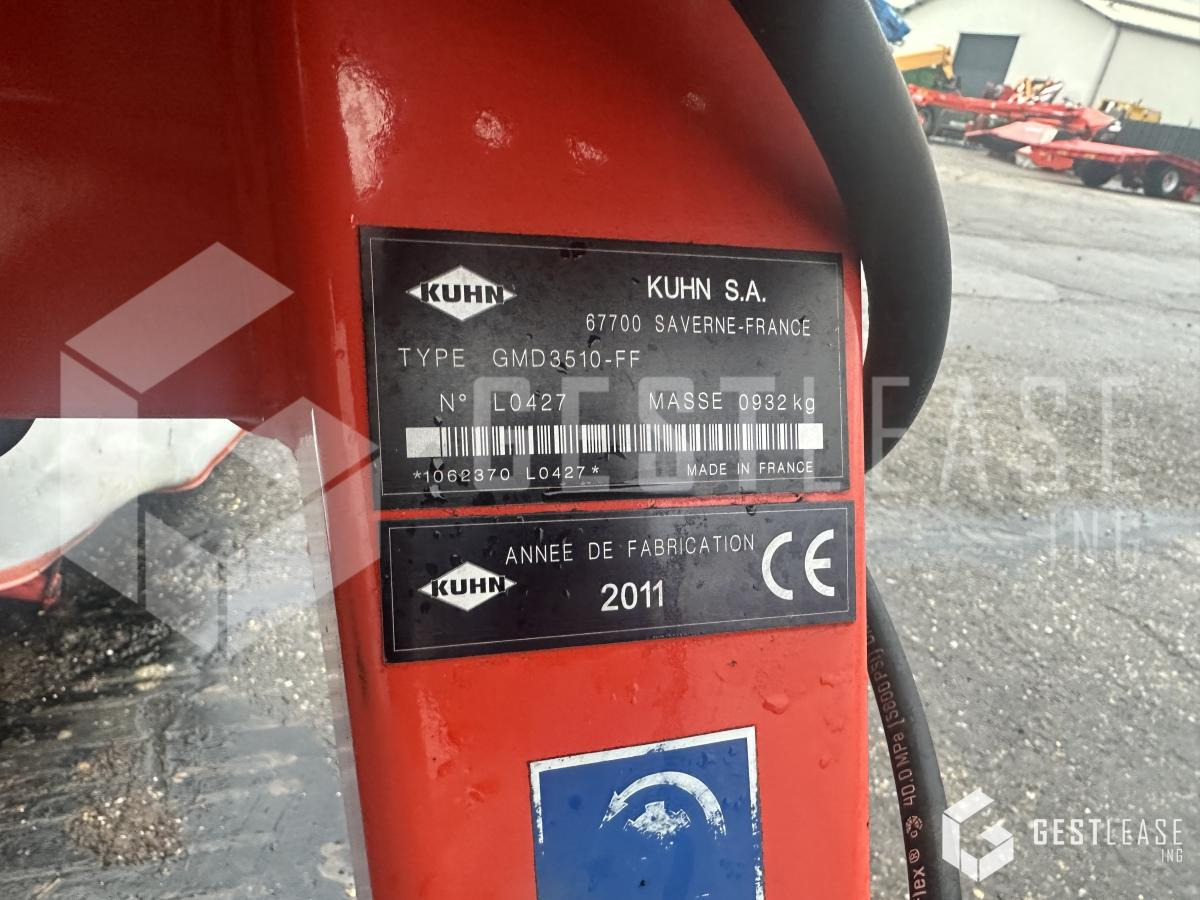 KUHN
KUHN S.A.
67700 SAVERNE-FRANCE
TYPE GMD3510-FF
N° L0427 MASSE 0932 kg
*1062370 L0427*
MADE IN FRANCE
ANNEE DE FABRICATION
KUHN
2011
CE
GESTLEASE
ING
40,0 MPa [5800 PSI]
GESTLEASE
ING